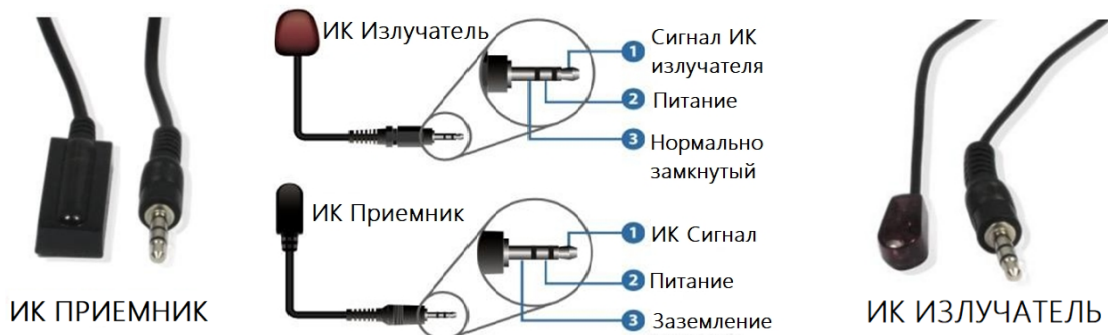 ИК Излучатель
1 Сигнал ИК
излучателя
2 Питание
3 Нормально
замкнутый
ИК Приемник
1 ИК Сигнал
2 Питание
3 Заземление
ИК ПРИЕМНИК
ИК ИЗЛУЧАТЕЛЬ